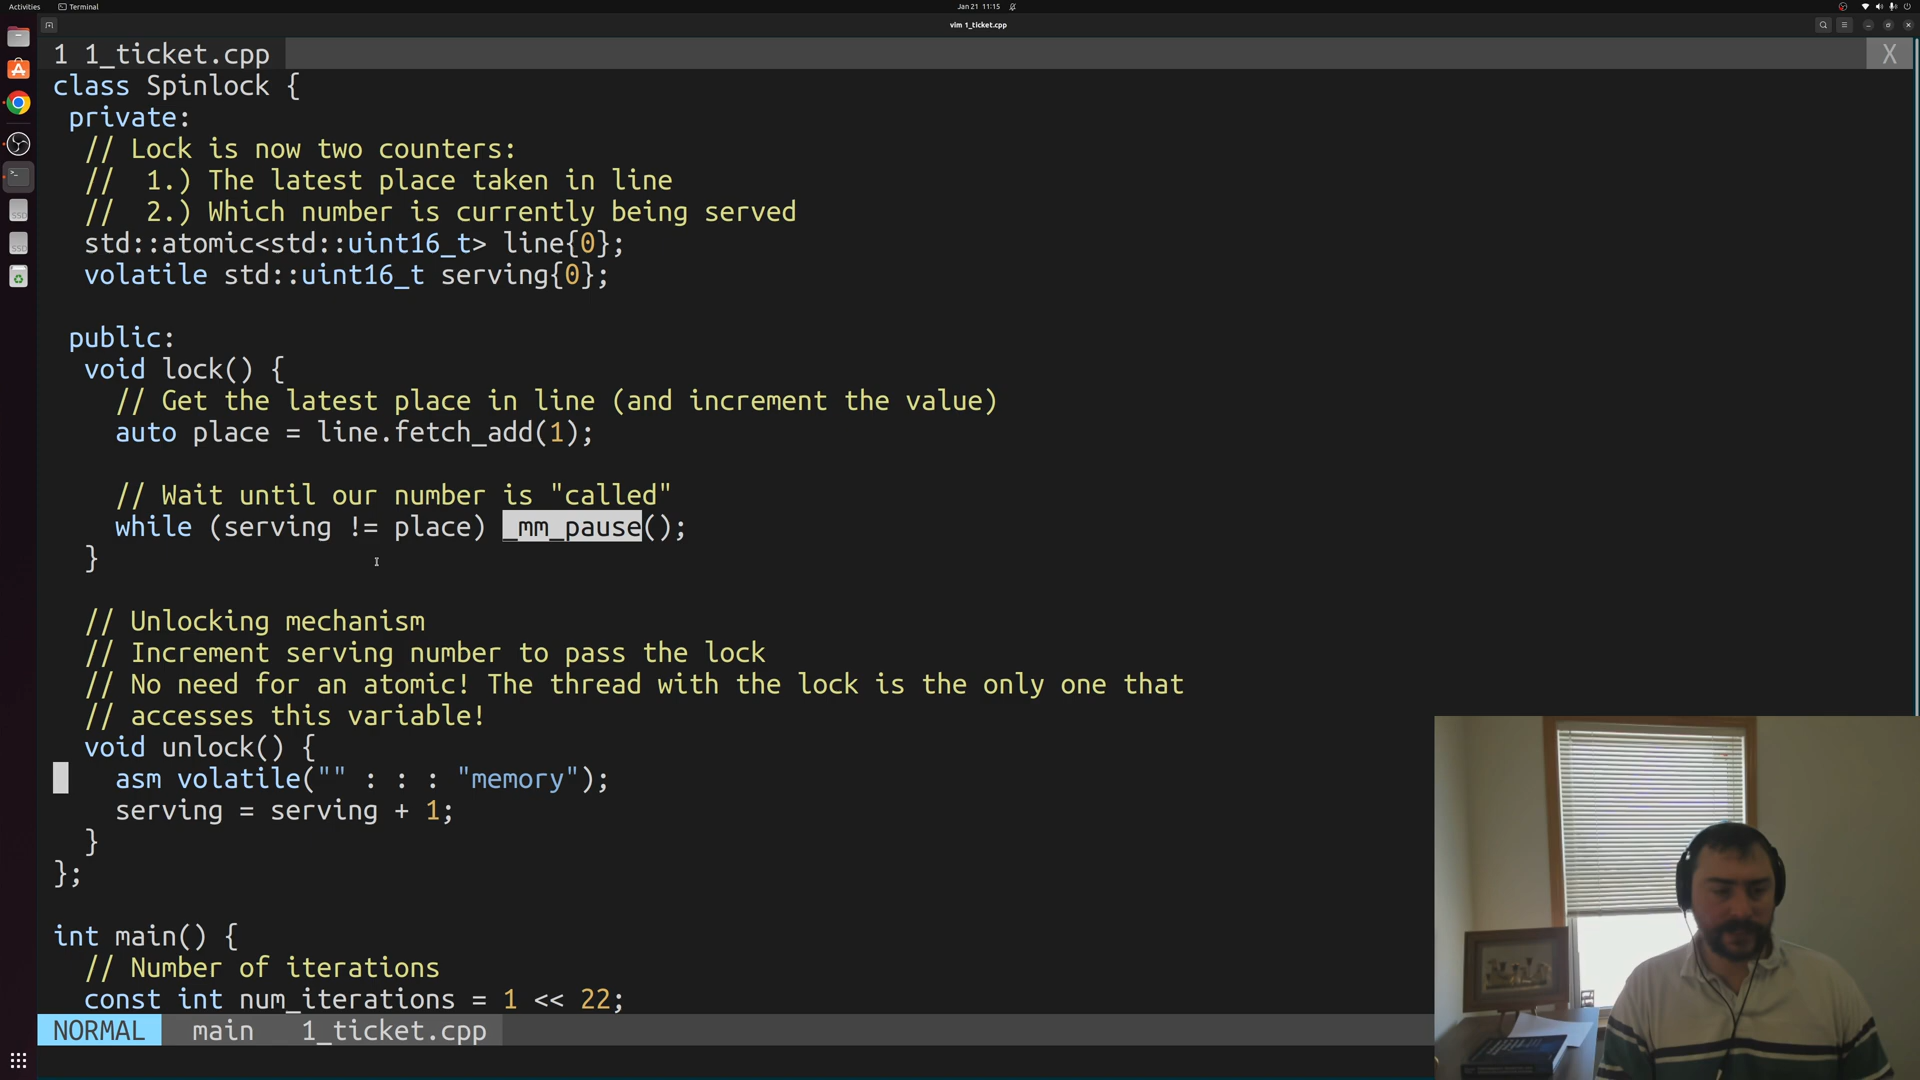 Activities Terminal Jan 21 11:15
vim 1_ticket.cpp
1 1_ticket.cpp X
class Spinlock {
private:
// Lock is now two counters:
// 1.) The latest place taken in line
// 2.) Which number is currently being served
std::atomic<std::uint16_t> line{0};
volatile std::uint16_t serving{0};
public:
void lock() {
// Get the latest place in line (and increment the value)
auto place = line.fetch_add(1);
// Wait until our number is "called"
while (serving != place) _mm_pause();
}
// Unlocking mechanism
// Increment serving number to pass the lock
// No need for an atomic! The thread with the lock is the only one that
// accesses this variable!
void unlock() {
asm volatile("" : : : "memory");
serving = serving + 1;
}
};
int main() {
// Number of iterations
const int num_iterations = 1 << 22;
NORMAL main 1_ticket.cpp